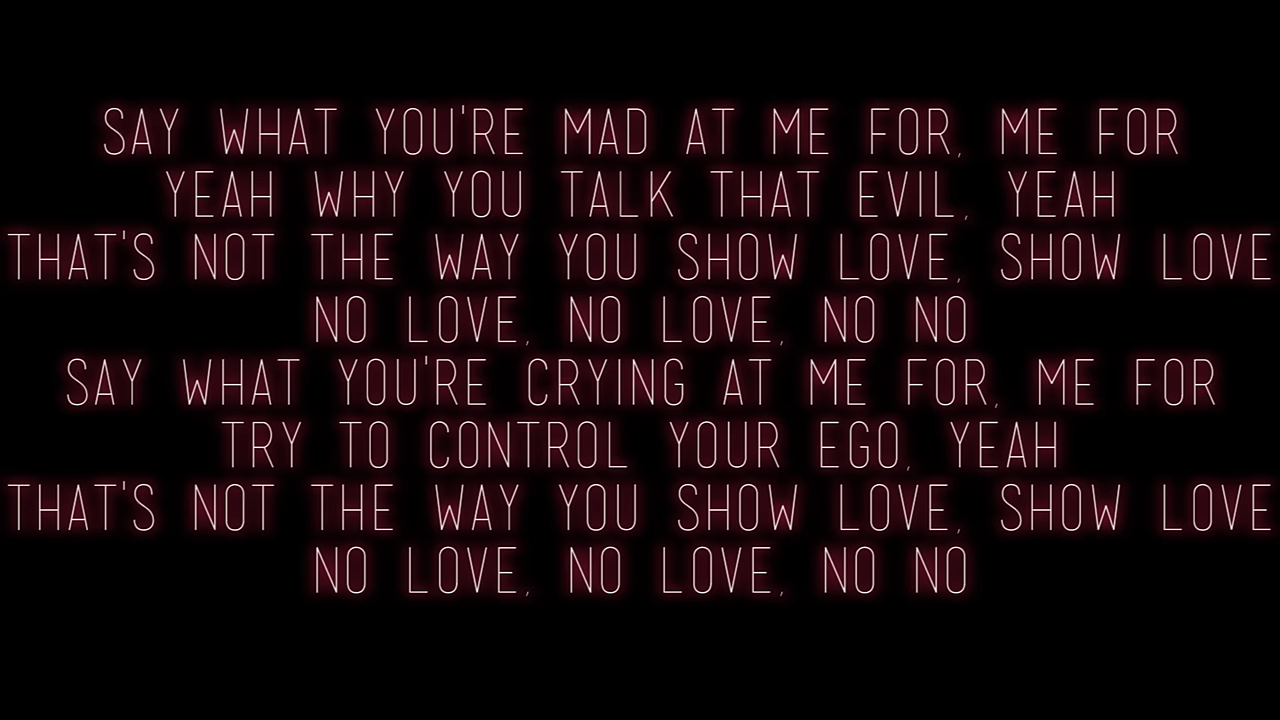 SAY WHAT YOU'RE MAD AT ME FOR, ME FOR
YEAH WHY YOU TALK THAT EVIL, YEAH
THAT'S NOT THE WAY YOU SHOW LOVE, SHOW LOVE
NO LOVE, NO LOVE, NO NO
SAY WHAT YOU'RE CRYING AT ME FOR, ME FOR
TRY TO CONTROL YOUR EGO, YEAH
THAT'S NOT THE WAY YOU SHOW LOVE, SHOW LOVE
NO LOVE, NO LOVE, NO NO